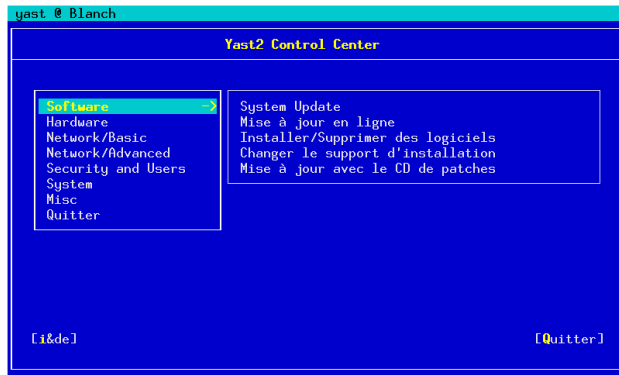 yast @ Blanch
Yast2 Control Center
Software ->
Hardware
Network/Basic
Network/Advanced
Security and Users
System
Misc
Quitter
System Update
Mise à jour en ligne
Installer/Supprimer des logiciels
Changer le support d'installation
Mise à jour avec le CD de patches
[i&de]
[Quitter]